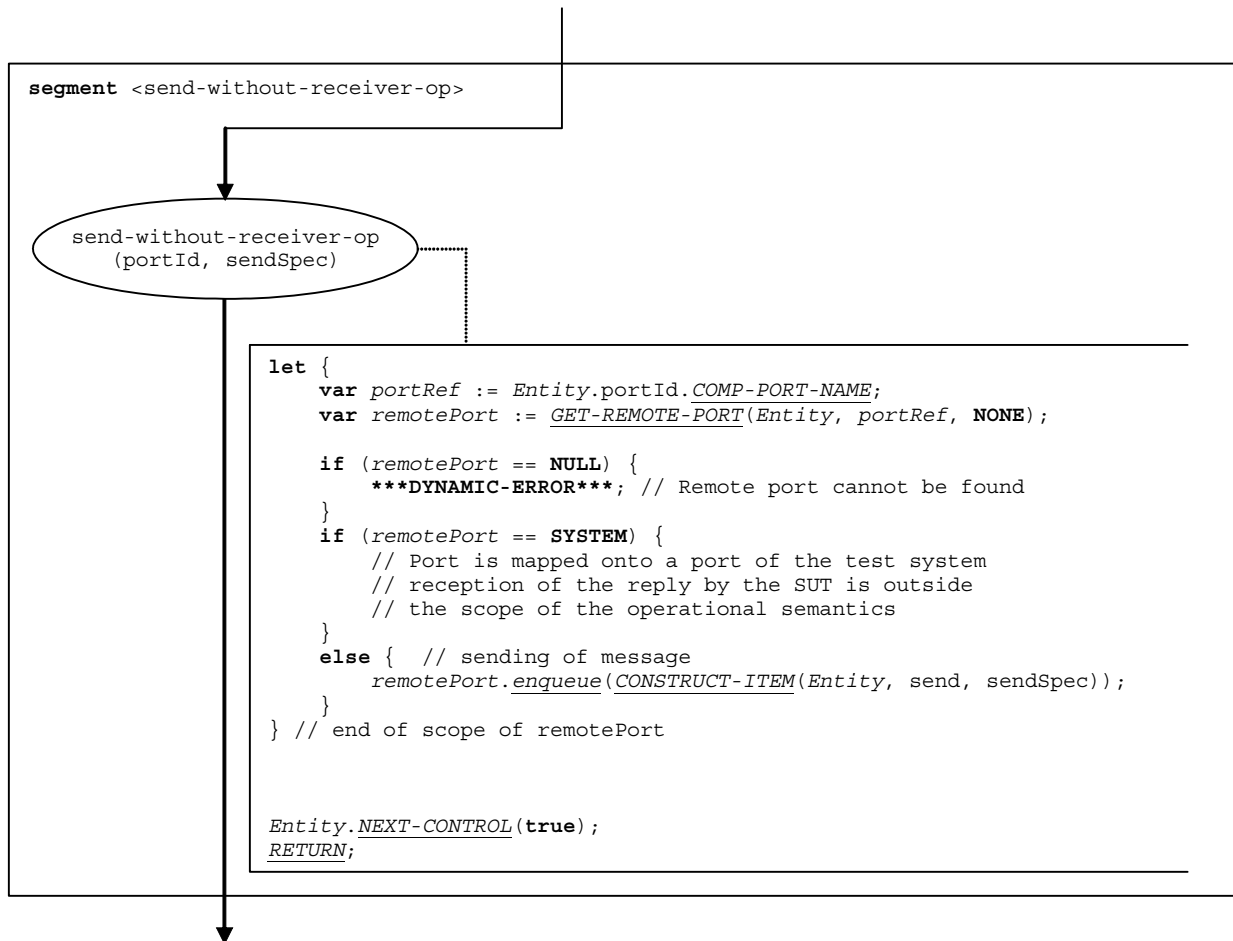 segment <send-without-receiver-op>
send-without-receiver-op
(portId, sendSpec)
let {
var portRef := Entity.portId.COMP-PORT-NAME;
var remotePort := GET-REMOTE-PORT(Entity, portRef, NONE);
if (remotePort == NULL) {
***DYNAMIC-ERROR***; // Remote port cannot be found
}
if (remotePort == SYSTEM) {
// Port is mapped onto a port of the test system
// reception of the reply by the SUT is outside
// the scope of the operational semantics
}
else { // sending of message
remotePort.enqueue(CONSTRUCT-ITEM(Entity, send, sendSpec));
}
} // end of scope of remotePort
Entity.NEXT-CONTROL(true);
RETURN;